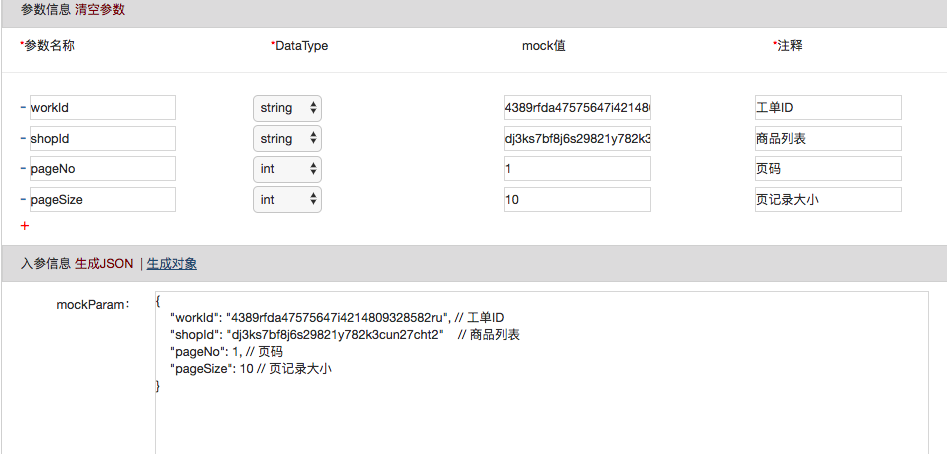 参数信息 清空参数
*参数名称 *DataType mock值 *注释
- workId string 4389rfda47575647i42148 工单ID
- shopId string dj3ks7bf8j6s29821y782k3 商品列表
- pageNo int 1 页码
- pageSize int 10 页记录大小
+
入参信息 生成JSON | 生成对象
mockParam：
{
"workId": "4389rfda47575647i4214809328582ru", // 工单ID
"shopId": "dj3ks7bf8j6s29821y782k3cun27cht2" // 商品列表
"pageNo": 1, // 页码
"pageSize": 10 // 页记录大小
}